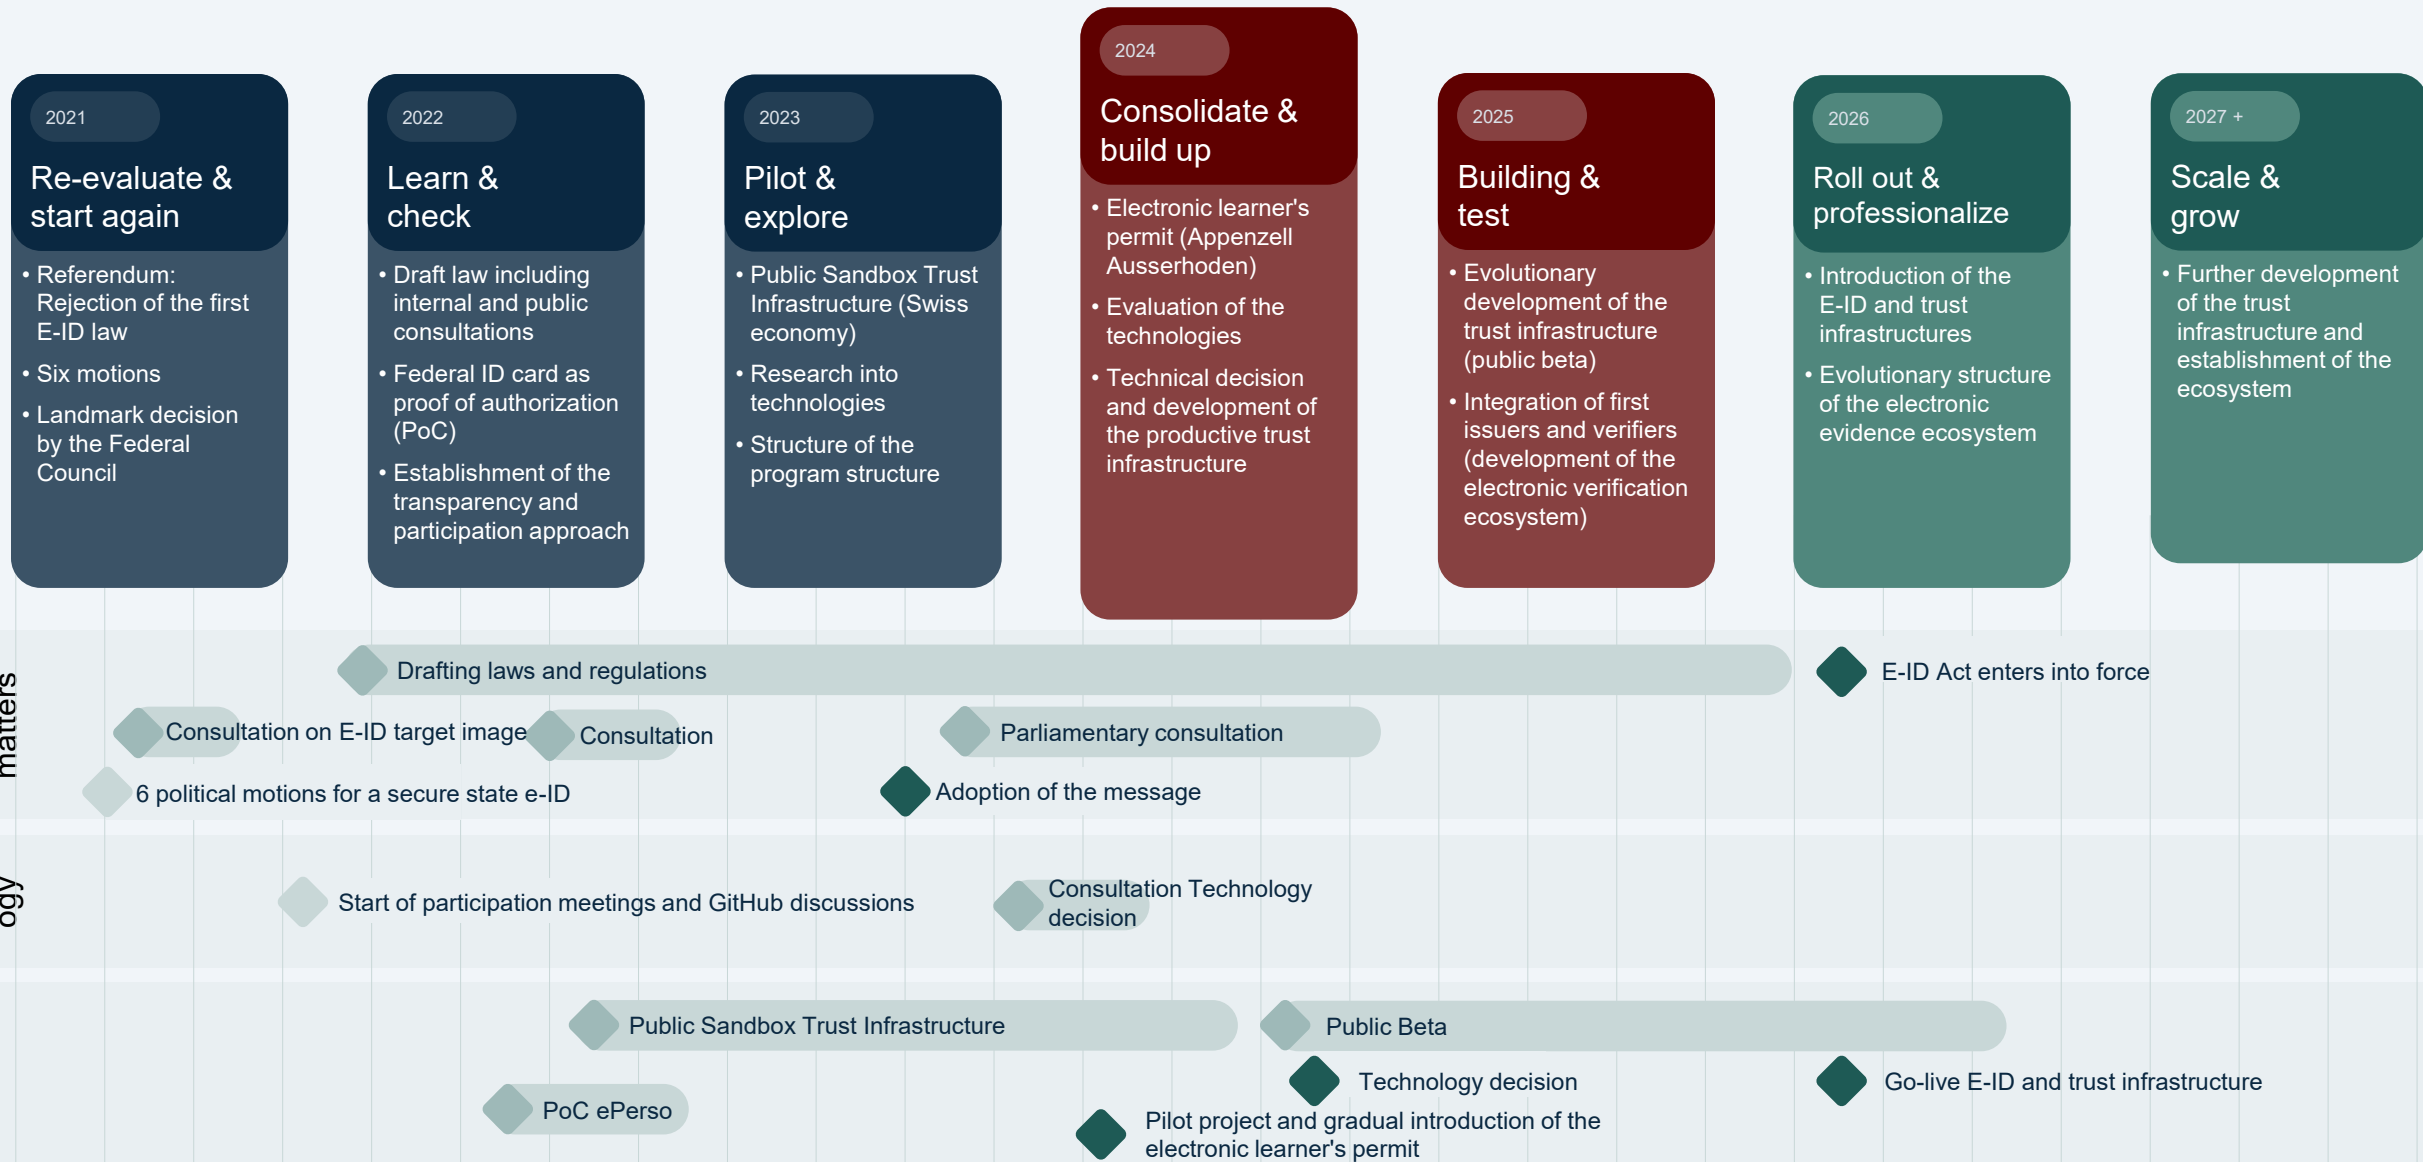 2021
Re-evaluate &
start again
• Referendum:
Rejection of the first
E-ID law
• Six motions
• Landmark decision
by the Federal
Council
2022
Learn &
check
• Draft law including
internal and public
consultations
• Federal ID card as
proof of authorization
(PoC)
• Establishment of the
transparency and
participation approach
2023
Pilot &
explore
• Public Sandbox Trust
Infrastructure (Swiss
economy)
• Research into
technologies
• Structure of the
program structure
2024
Consolidate &
build up
• Electronic learner's
permit (Appenzell
Ausserhoden)
• Evaluation of the
technologies
• Technical decision
and development of
the productive trust
infrastructure
2025
Building &
test
• Evolutionary
development of the
trust infrastructure
(public beta)
• Integration of first
issuers and verifiers
(development of the
electronic verification
ecosystem)
2026
Roll out &
professionalize
• Introduction of the
E-ID and trust
infrastructures
• Evolutionary structure
of the electronic
evidence ecosystem
2027 +
Scale &
grow
• Further development
of the trust
infrastructure and
establishment of the
ecosystem
matters
Drafting laws and regulations
E-ID Act enters into force
Consultation on E-ID target image
Consultation
Parliamentary consultation
6 political motions for a secure state e-ID
Adoption of the message
ogy
Start of participation meetings and GitHub discussions
Consultation Technology
decision
Public Sandbox Trust Infrastructure
Public Beta
Technology decision
Go-live E-ID and trust infrastructure
PoC ePerso
Pilot project and gradual introduction of the
electronic learner's permit